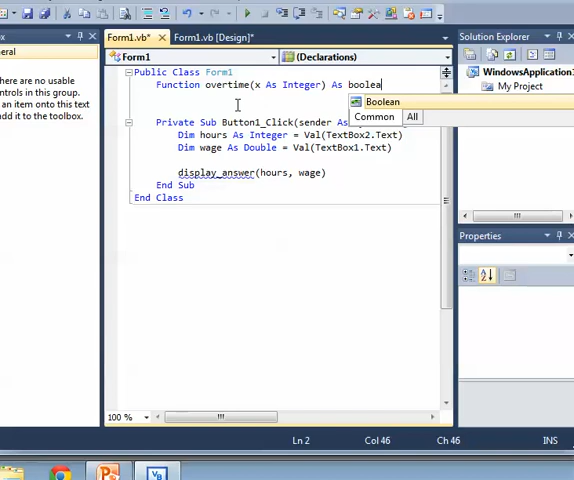 Form1.vb* Form1.vb [Design]*
Solution Explorer
Form1
(Declarations)
eneral
Public Class Form1
WindowsApplication1
here are no usable
Function overtime(x As Integer) As boolea
My Project
controls in this group.
an item onto this text
Boolean
add it to the toolbox.
Common All
Private Sub Button1_Click(sender As
Dim hours As Integer = Val(TextBox2.Text)
Dim wage As Double = Val(TextBox1.Text)
display_answer(hours, wage)
End Sub
End Class
Properties
100 %
Ln 2 Col 46 Ch 46 INS